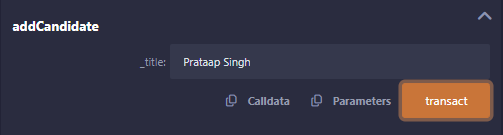 addCandidate
_title: Prataap Singh
Calldata Parameters transact